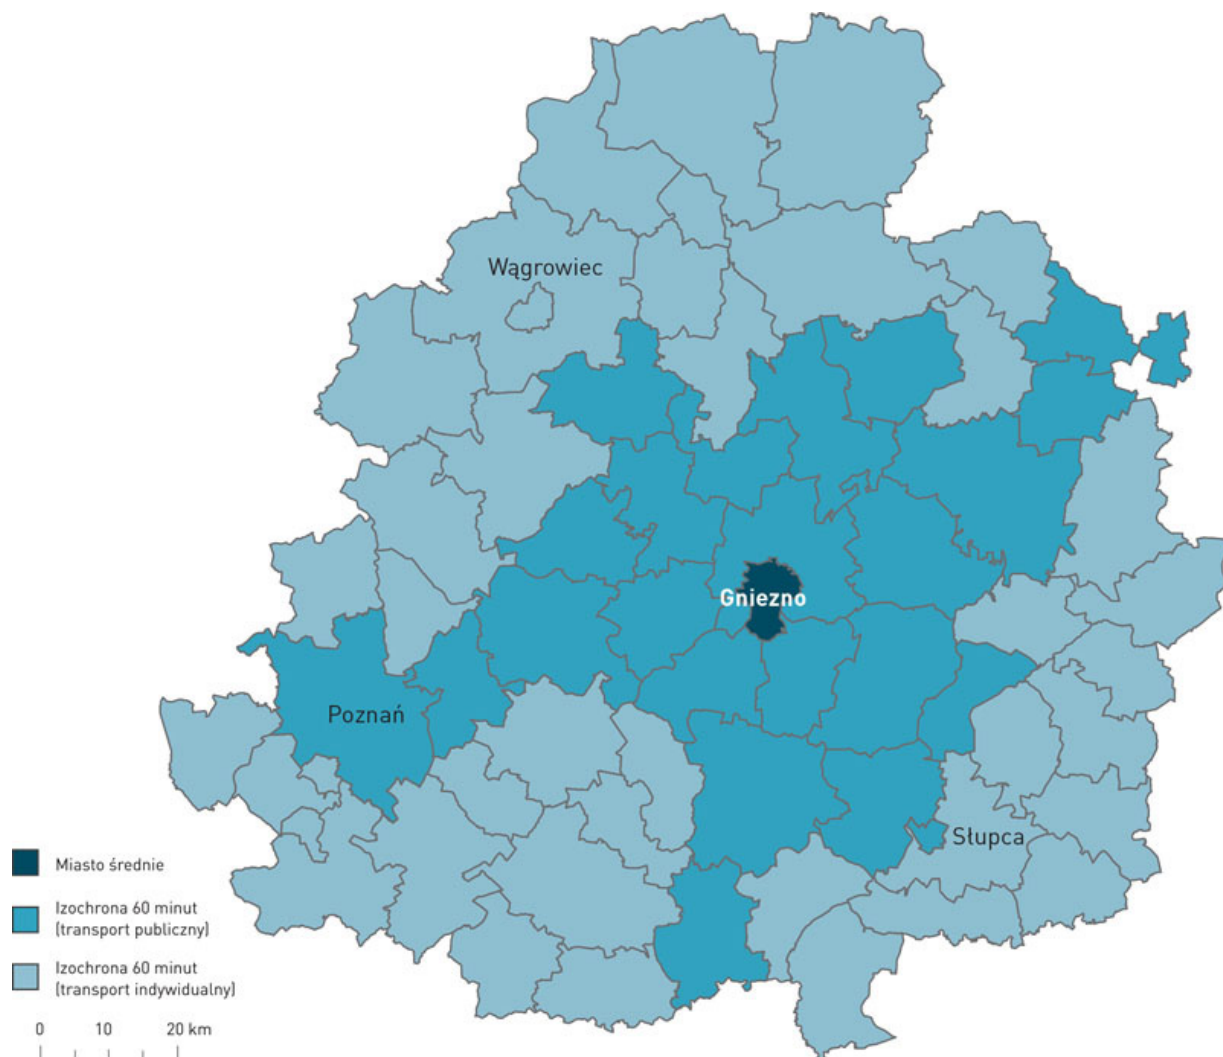 Wągrowiec
Gniezno
Poznań
Słupca
Miasto średnie
Izochrona 60 minut
(transport publiczny)
Izochrona 60 minut
(transport indywidualny)
0 10 20 km